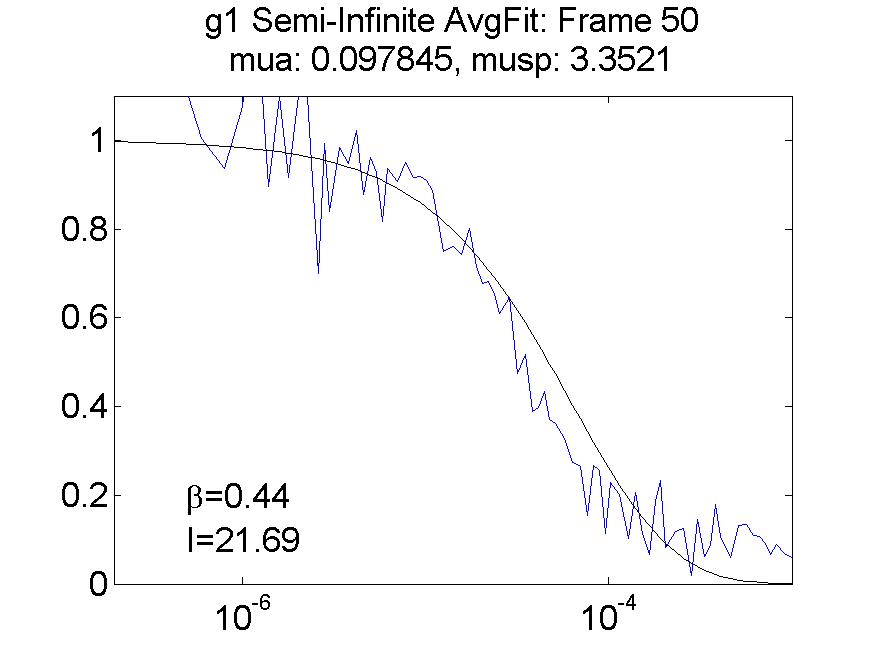 g1 Semi-Infinite AvgFit: Frame 50
mua: 0.097845, musp: 3.3521
1
0.8
0.6
0.4
0.2
0
β=0.44
I=21.69
10^-6
10^-4